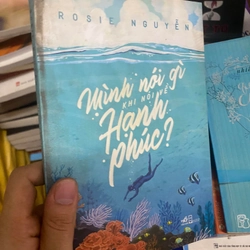 ROSIE NGUYỄN
Mình nói gì
KHI NÓI VỀ
Hạnh
phúc?